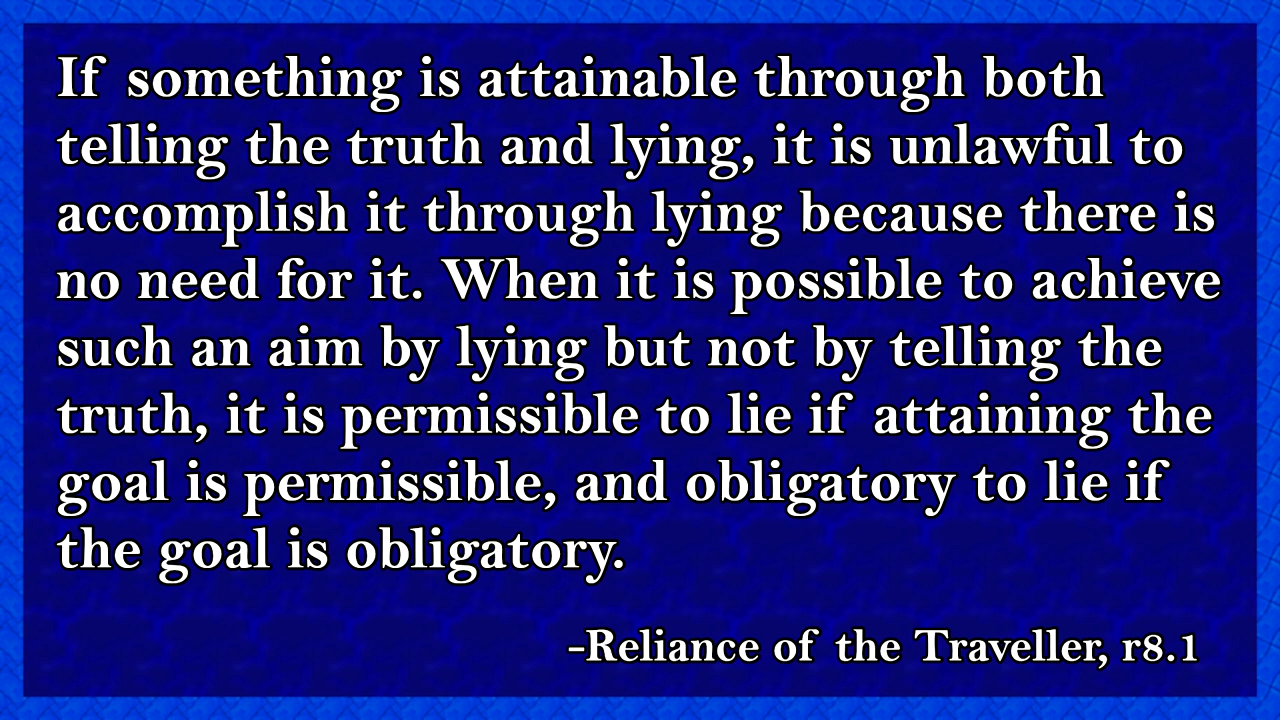 If something is attainable through both
telling the truth and lying, it is unlawful to
accomplish it through lying because there is
no need for it. When it is possible to achieve
such an aim by lying but not by telling the
truth, it is permissible to lie if attaining the
goal is permissible, and obligatory to lie if
the goal is obligatory.
-Reliance of the Traveller, r8.1